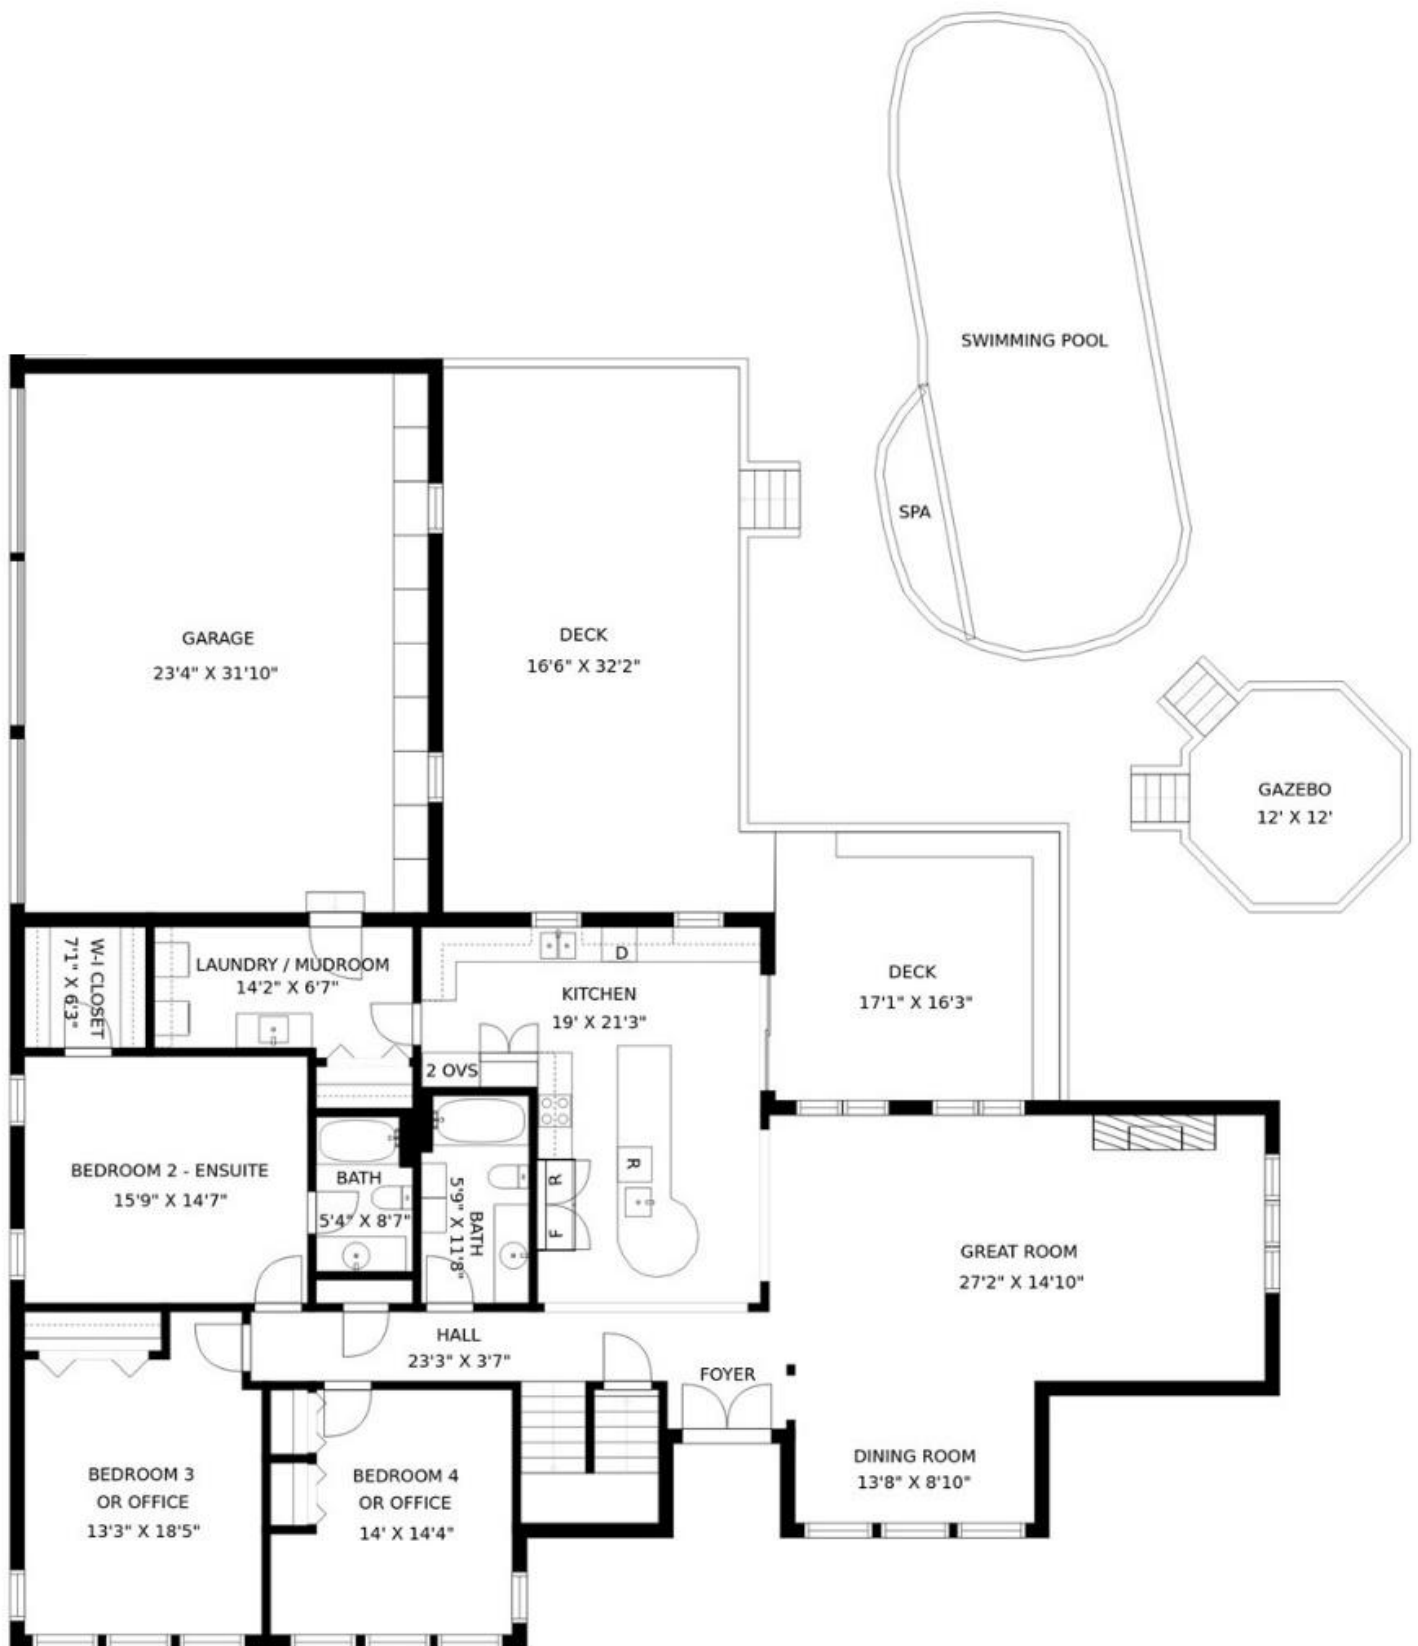 SWIMMING POOL
SPA
GARAGE
23'4" X 31'10"
DECK
16'6" X 32'2"
GAZEBO
12' X 12'
W-I CLOSET
7'1" X 6'3"
LAUNDRY / MUDROOM
14'2" X 6'7"
D
KITCHEN
19' X 21'3"
DECK
17'1" X 16'3"
2 OVS
BEDROOM 2 - ENSUITE
15'9" X 14'7"
BATH
5'4" X 8'7"
BATH
5'9" X 11'8"
R
F
R
GREAT ROOM
27'2" X 14'10"
HALL
23'3" X 3'7"
FOYER
BEDROOM 3
OR OFFICE
13'3" X 18'5"
BEDROOM 4
OR OFFICE
14' X 14'4"
DINING ROOM
13'8" X 8'10"